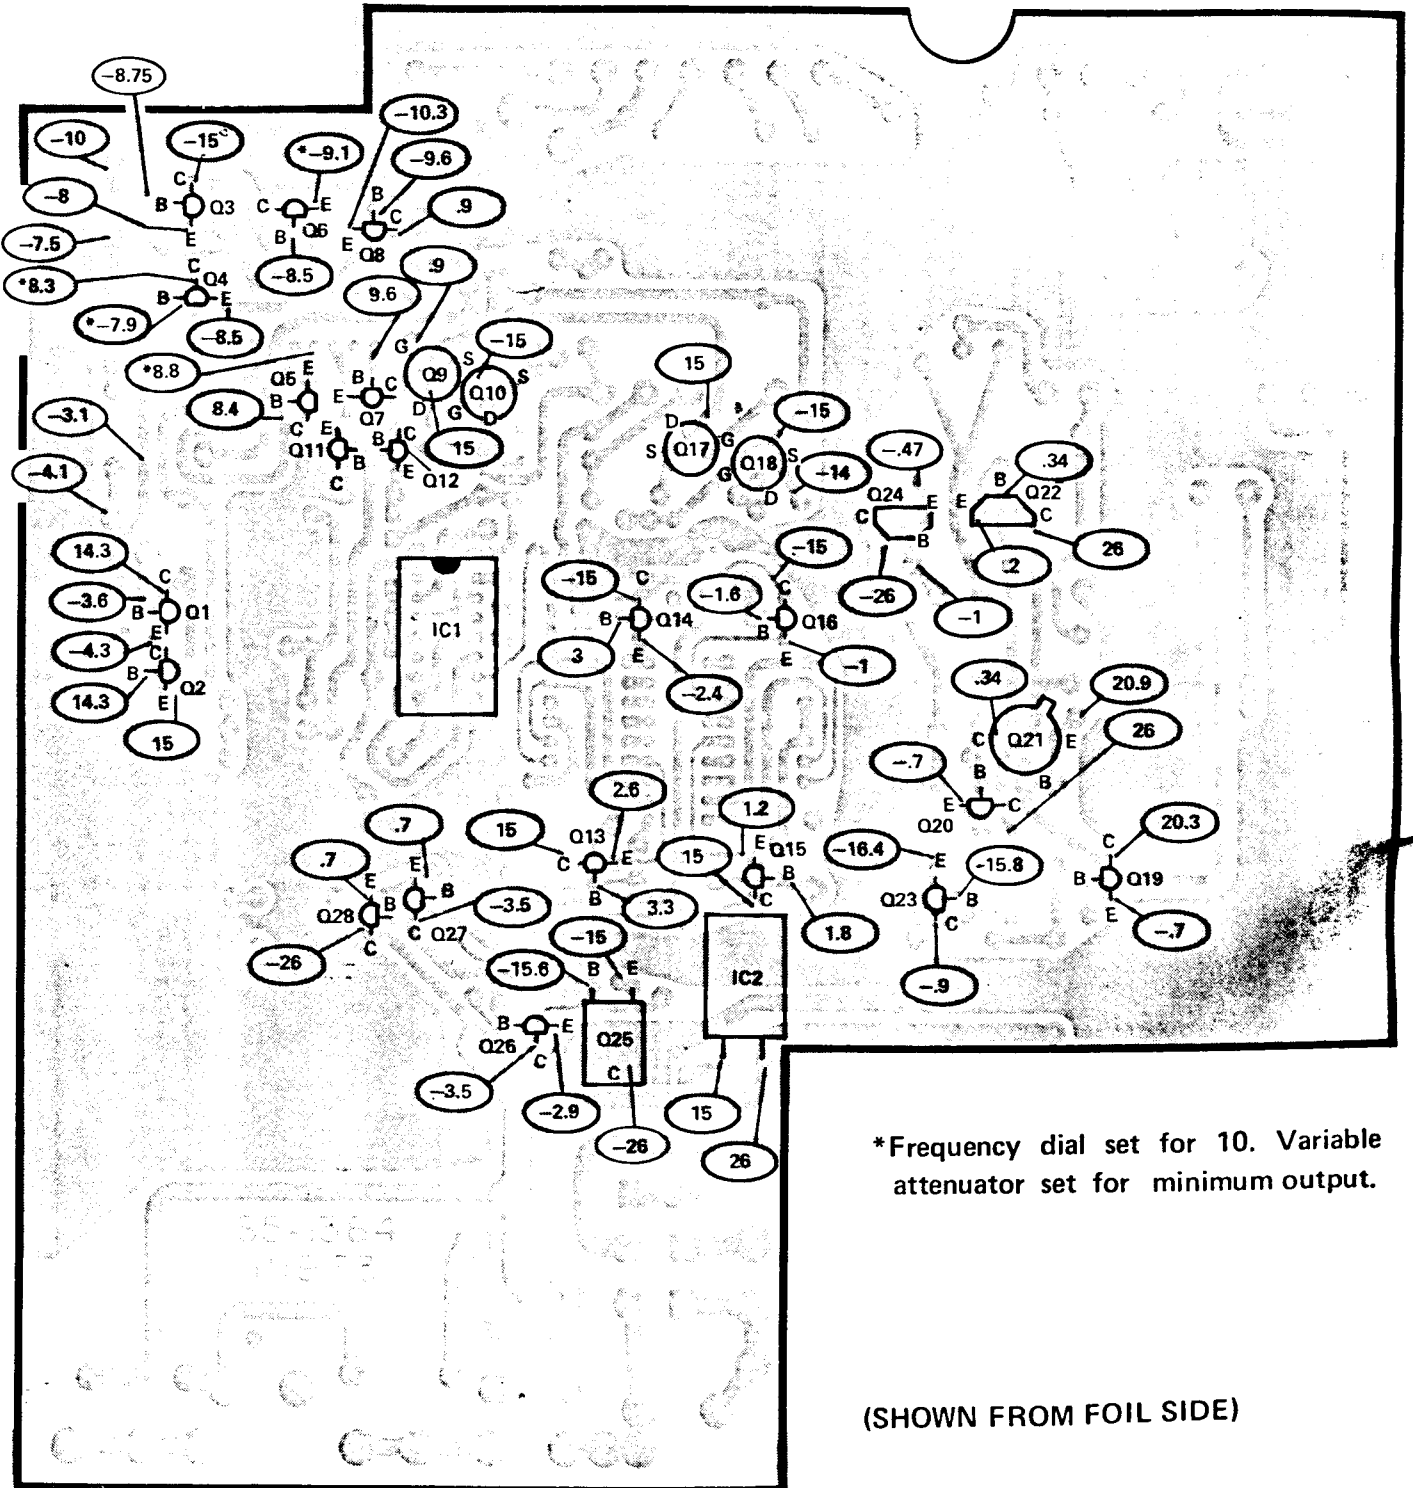 -8.75
-10
-15
*-9.1
-10.3
-9.6
.9
-8
-7.5
*8.3
*-7.9
-8.5
-8.5
9.6
.9
-15
C
B
Q3
E
C
E
Q6
B
B
C
E
Q8
C
Q4
B
E
*8.8
8.4
-3.1
-4.1
E
Q5
B
C
B
E
C
Q7
G
S
Q9
D
G
Q10
S
D
E
Q11
B
C
B
C
E
Q12
15
15
-15
-14
D
S
Q17
G
G
Q18
S
D
-.47
Q24
C
E
B
.34
B
Q22
E
C
.2
26
-26
-1
14.3
-3.6
-4.3
14.3
15
C
B
Q1
E
C
B
Q2
E
IC1
-15
C
B
Q14
E
3
-2.4
-15
-1.6
C
B
Q16
E
-1
.34
20.9
26
C
Q21
E
B
-.7
B
E
C
Q20
20.3
C
B
Q19
E
-.7
2.6
15
Q13
C
E
B
3.3
1.2
15
E
Q15
B
C
1.8
-16.4
E
-15.8
Q23
B
C
-.9
.7
.7
E
E
B
B
Q28
C
C
Q27
-3.5
-26
-15
-15.6
B
E
IC2
B
E
Q26
C
Q25
C
-3.5
-2.9
-26
15
26
*Frequency dial set for 10. Variable
attenuator set for minimum output.
(SHOWN FROM FOIL SIDE)